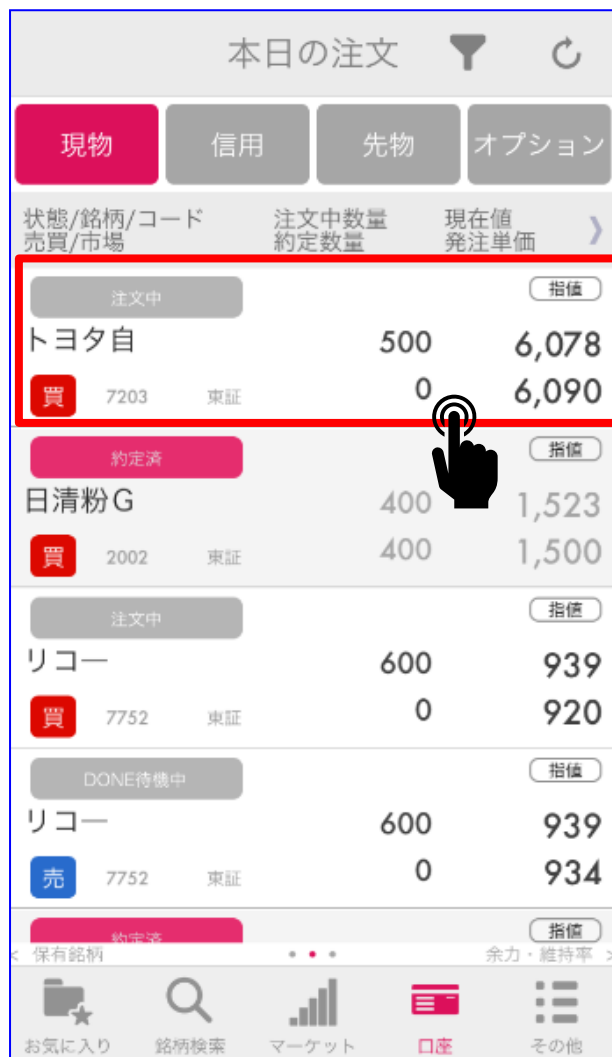 本日の注文
現物 信用 先物 オプション
状態/銘柄/コード 注文中数量 現在値
売買/市場 約定数量 発注単価
注文中 指値
トヨタ自 500 6,078
買 7203 東証 0 6,090
約定済 指値
日清粉G 400 1,523
買 2002 東証 400 1,500
注文中 指値
リコー 600 939
買 7752 東証 0 920
DONE待機中 指値
リコー 600 939
売 7752 東証 0 934
約定済 指値
< 保有銘柄 余力・維持率 >
お気に入り 銘柄検索 マーケット 口座 その他